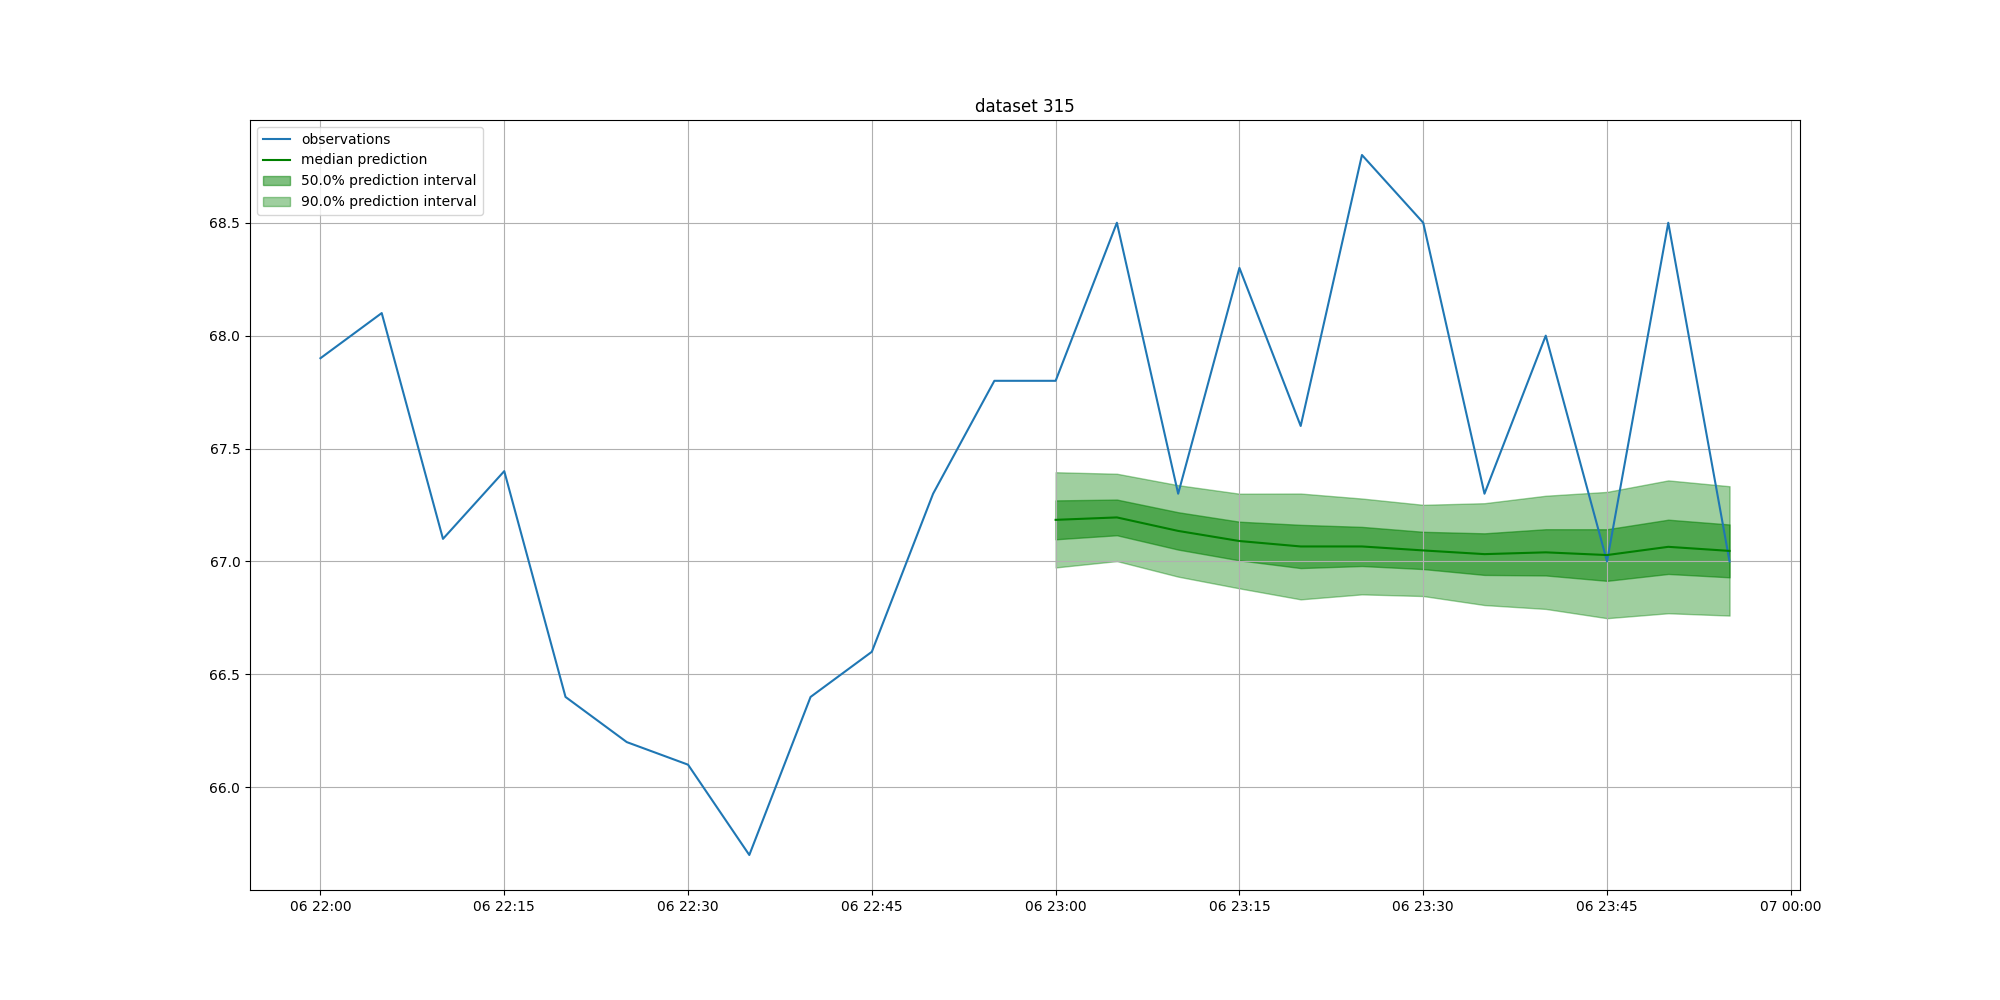 dataset 315
observations
median prediction
50.0% prediction interval
90.0% prediction interval
68.5
68.0
67.5
67.0
66.5
66.0
06 22:00 06 22:15 06 22:30 06 22:45 06 23:00 06 23:15 06 23:30 06 23:45 07 00:00